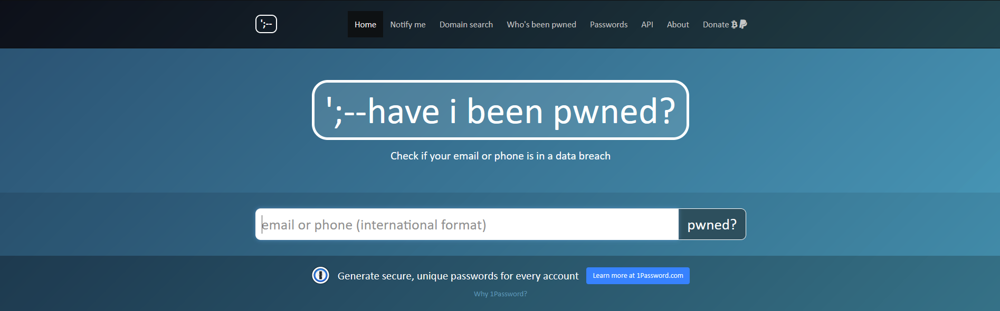 ';--
Home Notify me Domain search Who's been pwned Passwords API About Donate
';--have i been pwned?
Check if your email or phone is in a data breach
email or phone (international format) pwned?
Generate secure, unique passwords for every account Learn more at 1Password.com
Why 1Password?